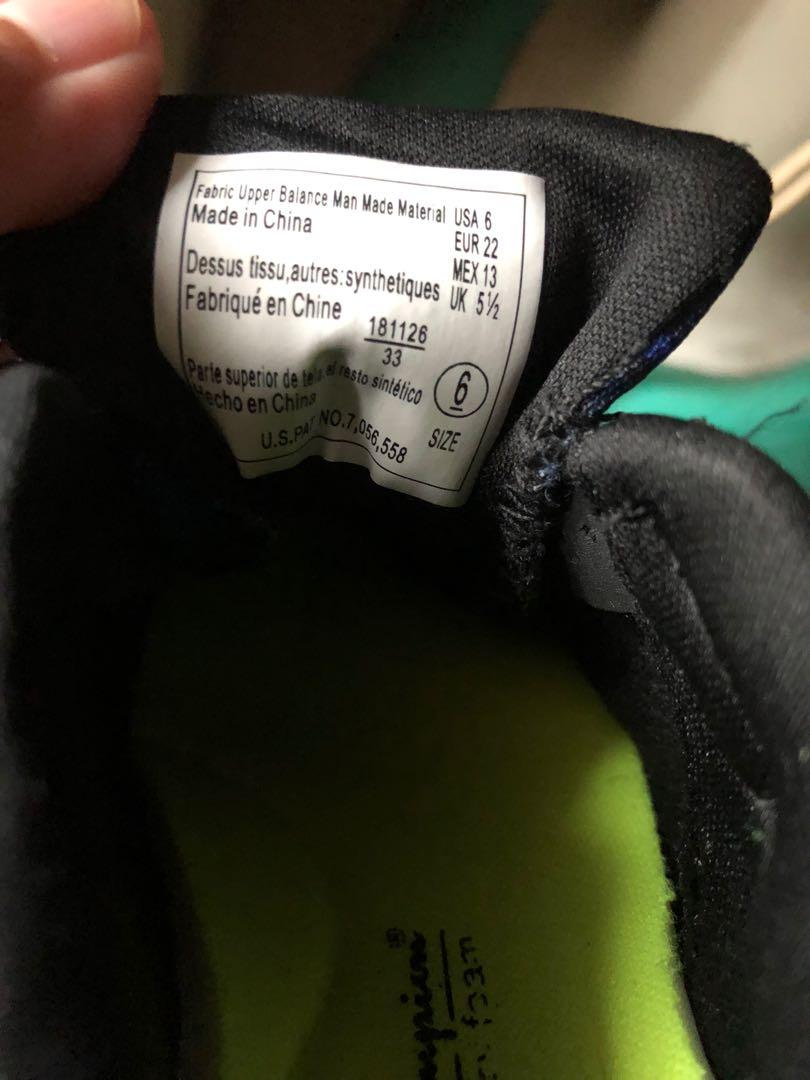 Fabric Upper Balance Man Made Material
Made in China
Dessus tissu,autres:synthetiques
Fabriqué en Chine
USA 6
EUR 22
MEX 13
UK 5½
181126
33
Parte superior de tela el resto sintético
Hecho en China
6
SIZE
U.S.PAT NO.7,056,558
®
foam